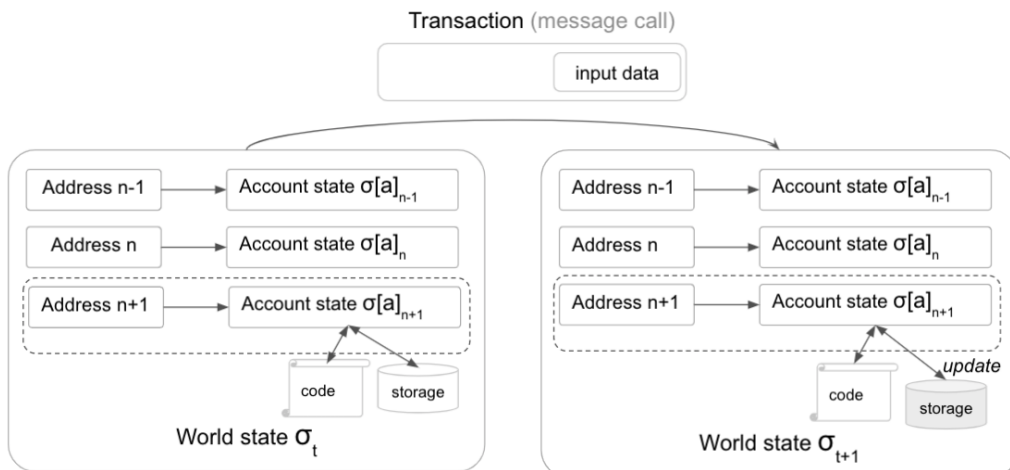 Transaction (message call)
input data
Address n-1
Account state σ[a]n-1
Address n
Account state σ[a]n
Address n+1
Account state σ[a]n+1
code
storage
World state σt
Address n-1
Account state σ[a]n-1
Address n
Account state σ[a]n
Address n+1
Account state σ[a]n+1
update
code
storage
World state σt+1